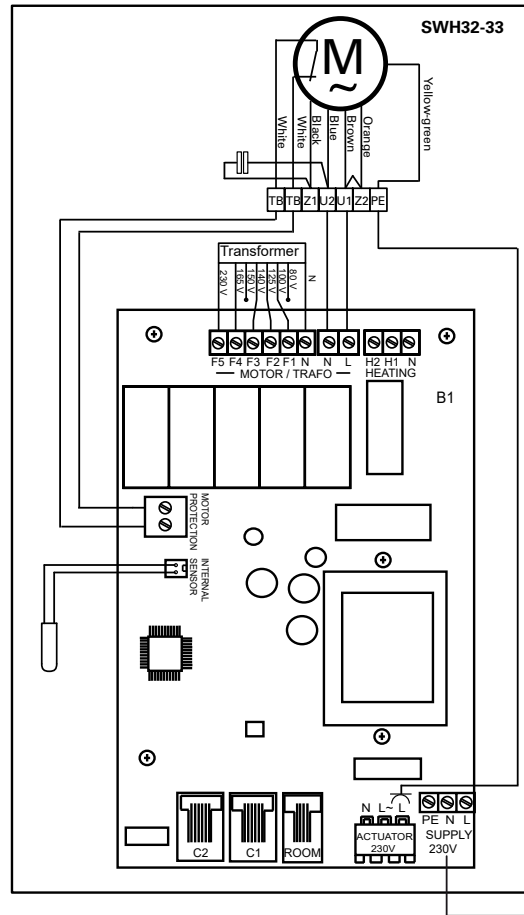 SWH32-33
M
~
White
White
Black
Blue
Brown
Orange
Yellow-green
TB TB Z1 U2 U1 Z2 PE
Transformer
230 V
165 V
150 V
140 V
125 V
100 V
80 V
N
F5 F4 F3 F2 F1 N N L H2 H1 N
MOTOR / TRAFO HEATING
B1
MOTOR
PROTECTION
INTERNAL
SENSOR
N L~ L
PE N L
ACTUATOR
230V
SUPPLY
230V
C2 C1 ROOM